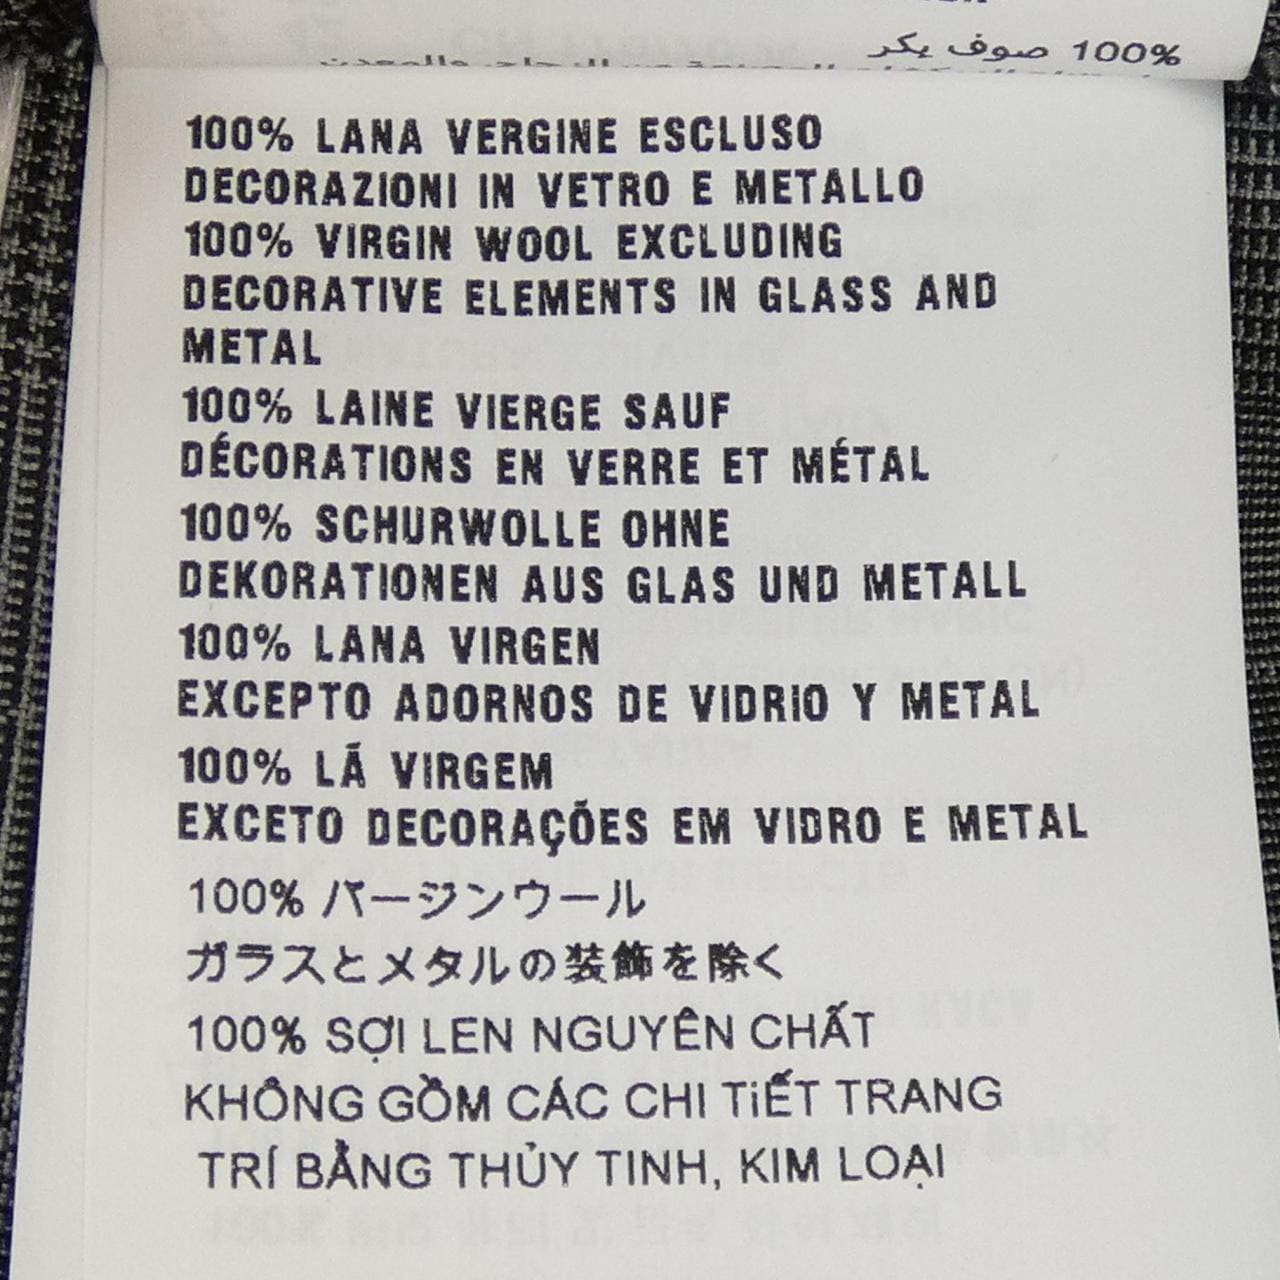 100% صوف بكر
100% LANA VERGINE ESCLUSO
DECORAZIONI IN VETRO E METALLO
100% VIRGIN WOOL EXCLUDING
DECORATIVE ELEMENTS IN GLASS AND
METAL
100% LAINE VIERGE SAUF
DÉCORATIONS EN VERRE ET MÉTAL
100% SCHURWOLLE OHNE
DEKORATIONEN AUS GLAS UND METALL
100% LANA VIRGEN
EXCEPTO ADORNOS DE VIDRIO Y METAL
100% LÃ VIRGEM
EXCETO DECORAÇÕES EM VIDRO E METAL
100% バージンウール
ガラスとメタルの装飾を除く
100% SỢI LEN NGUYÊN CHẤT
KHÔNG GỒM CÁC CHI TiẾT TRANG
TRÍ BẰNG THỦY TINH, KIM LOẠI